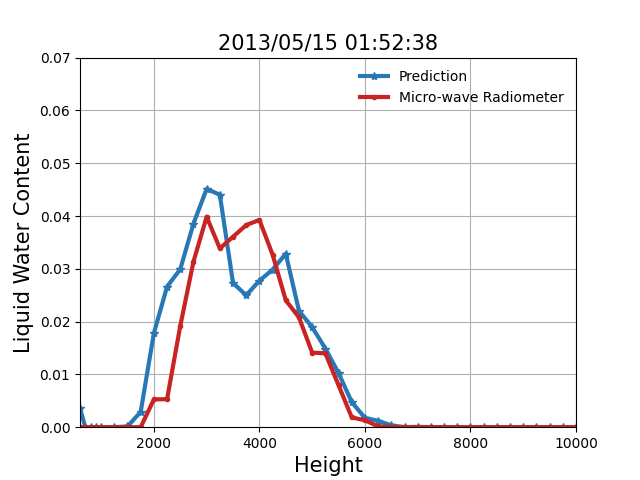 2013/05/15 01:52:38
0.07
0.06
0.05
0.04
0.03
0.02
0.01
0.00
Liquid Water Content
Prediction
Micro-wave Radiometer
2000 4000 6000 8000 10000
Height